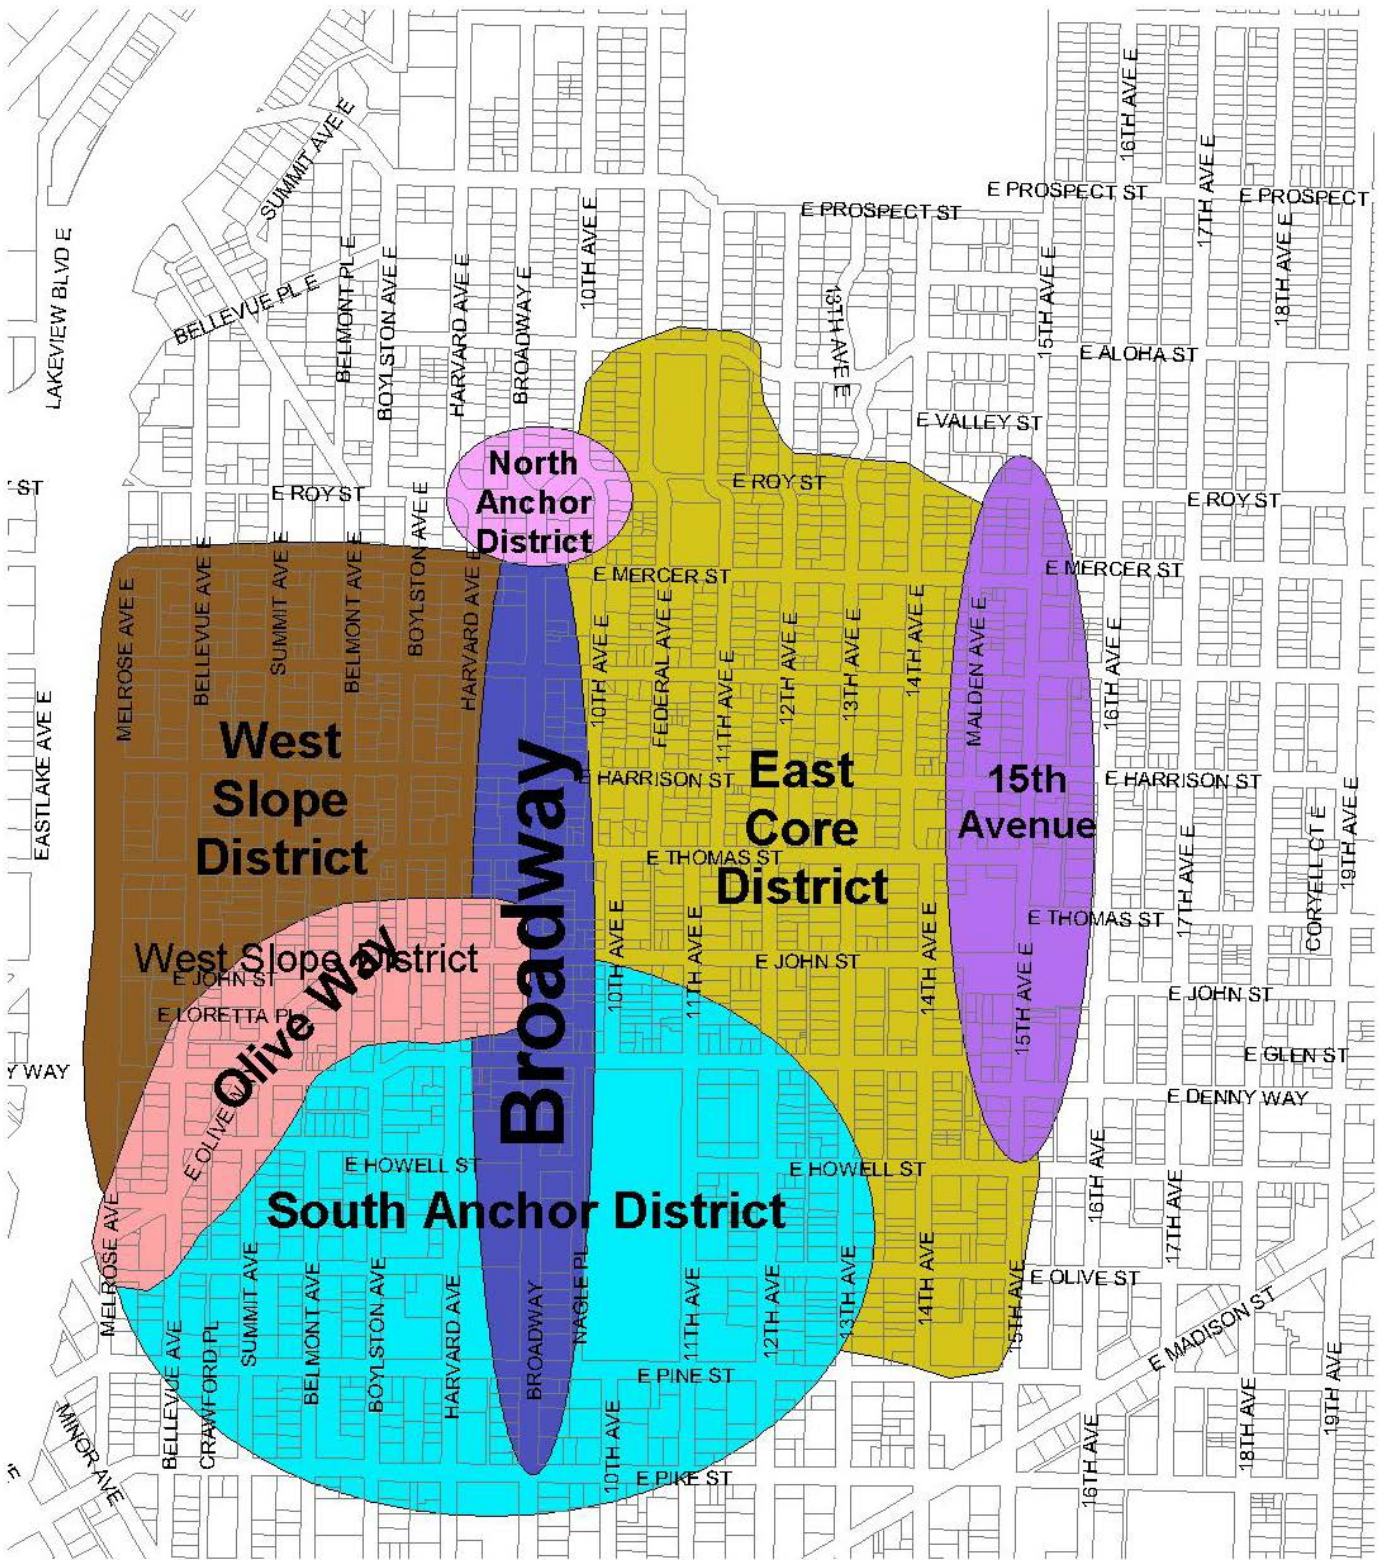 16TH AVE E
SUMMIT AVE E
E PROSPECT ST
17TH AVE E
E PROSPECT
E PROSPECT ST
10TH AVE E
18TH AVE E
LAKEVIEW BLVD E
BELMONT PL E
BOYLSTON AVE E
HARVARD AVE E
BROADWAY E
15TH AVE E
BELLEVUE PL E
13TH AVE E
E ALOHA ST
E VALLEY ST
North
Anchor
District
E ROY ST
ST
E ROY ST
E ROY ST
BOYLSTON AVE E
E MERCER ST
E MERCER ST
MELROSE AVE E
BELLEVUE AVE E
SUMMIT AVE E
BELMONT AVE E
HARVARD AVE E
10TH AVE E
FEDERAL AVE E
11TH AVE E
12TH AVE E
13TH AVE E
14TH AVE E
MALDEN AVE E
16TH AVE E
EASTLAKE AVE E
West
Slope
District
Broadway
E HARRISON ST
East
Core
District
15th
Avenue
E HARRISON ST
19TH AVE E
CORYELL CT E
17TH AVE E
E THOMAS ST
E THOMAS ST
West Slope District
E JOHN ST
Olive Way
E LORETTA PL
10TH AVE E
11TH AVE E
E JOHN ST
14TH AVE E
15TH AVE E
E JOHN ST
E GLEN ST
Y WAY
E DENNY WAY
E OLIVE
E HOWELL ST
E HOWELL ST
South Anchor District
16TH AVE
17TH AVE
MELROSE AVE
SUMMIT AVE
BELMONT AVE
BOYLSTON AVE
HARVARD AVE
BROADWAY
NAGLE PL
11TH AVE
12TH AVE
13TH AVE
14TH AVE
15TH AVE
E OLIVE ST
E MADISON ST
BELLEVUE AVE
CRAWFORD PL
E PINE ST
19TH AVE
18TH AVE
MINOR AVE
10TH AVE
16TH AVE
E PIKE ST